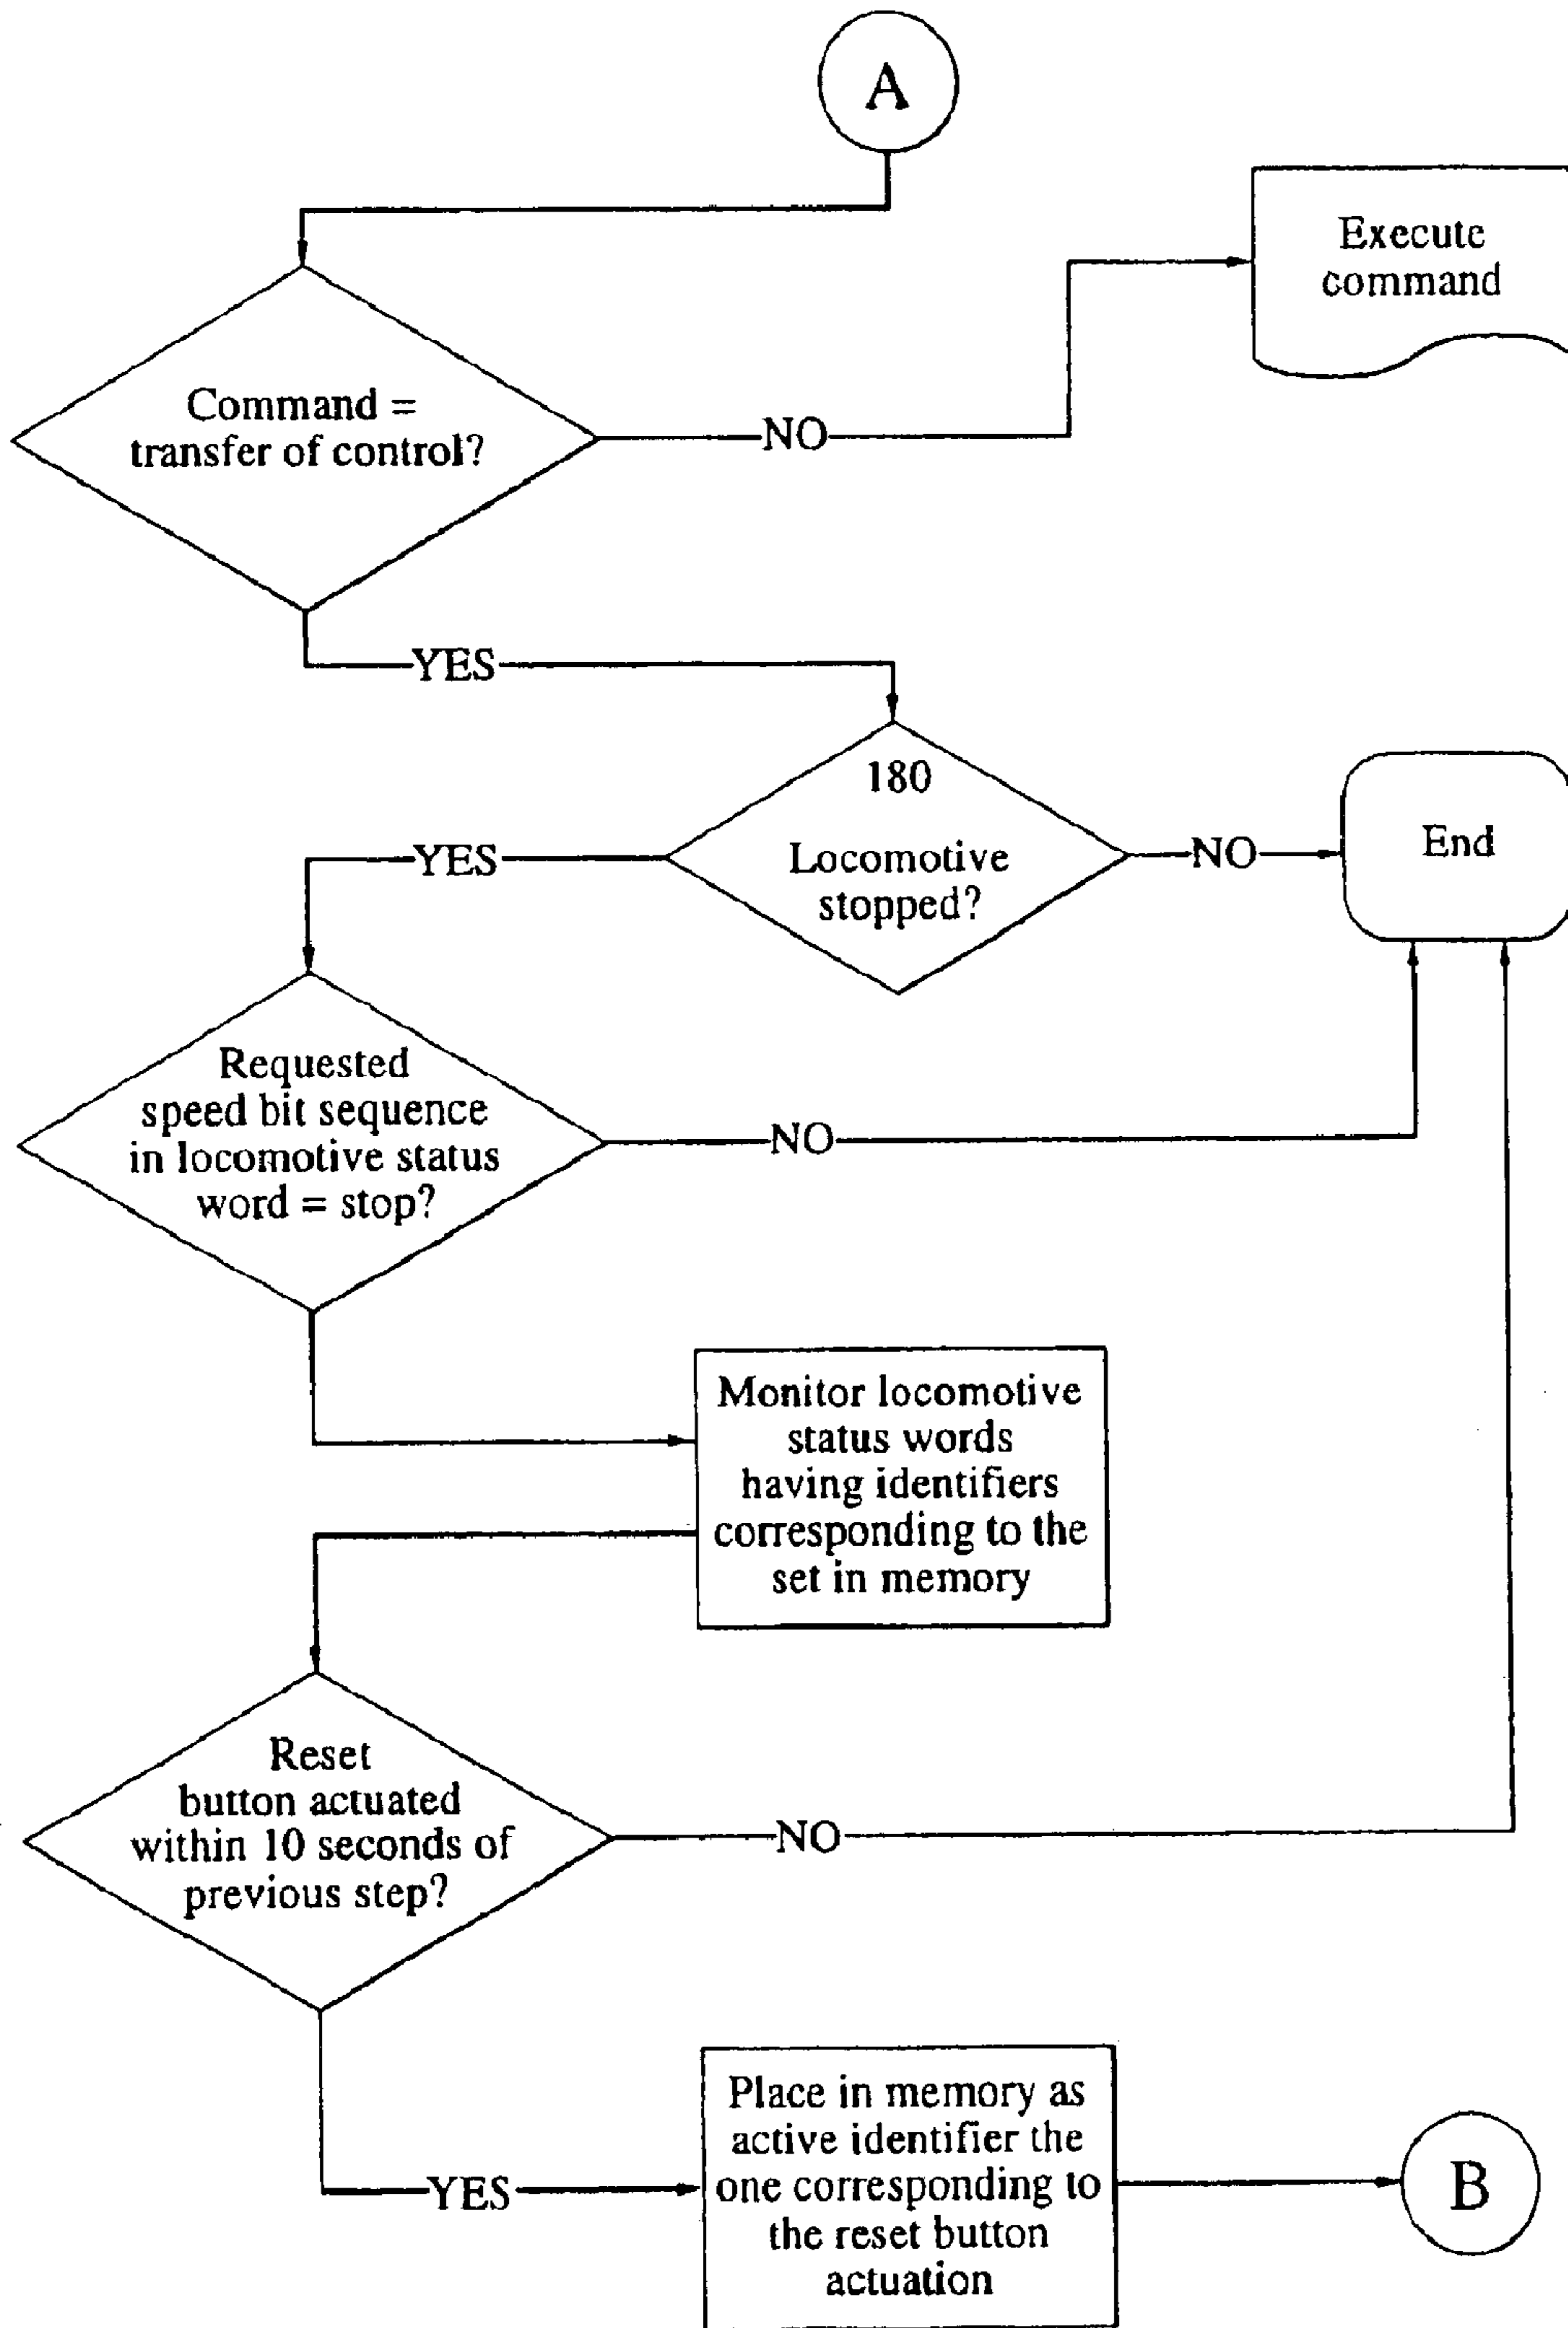 A
Execute
command
Command =
transfer of control?
NO
YES
180
Locomotive
stopped?
YES
NO
End
Requested
speed bit sequence
in locomotive status
word = stop?
NO
Monitor locomotive
status words
having identifiers
corresponding to the
set in memory
Reset
button actuated
within 10 seconds of
previous step?
NO
YES
Place in memory as
active identifier the
one corresponding to
the reset button
actuation
B